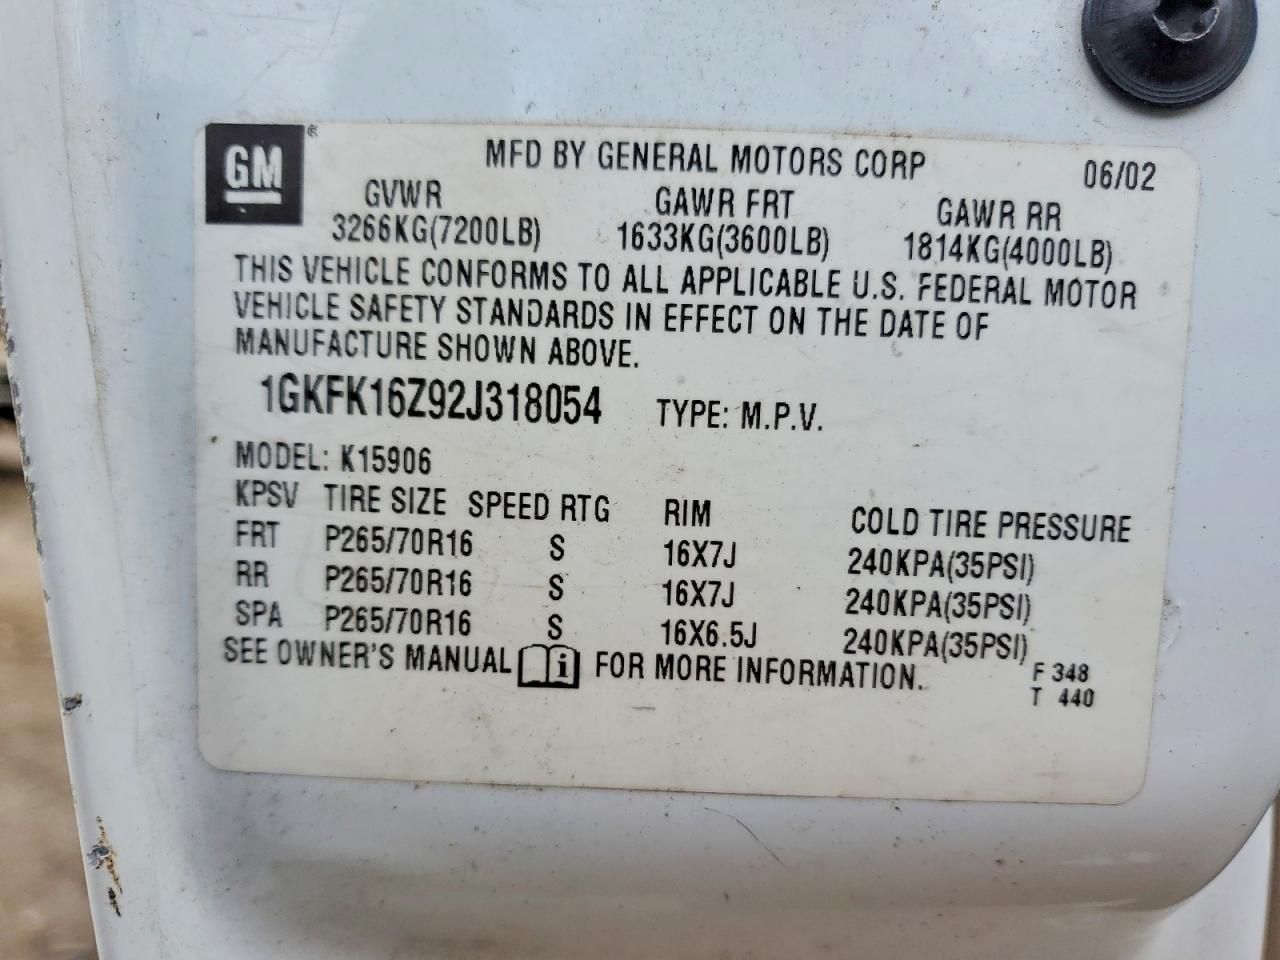 GM® MFD BY GENERAL MOTORS CORP 06/02
GVWR GAWR FRT GAWR RR
3266KG(7200LB) 1633KG(3600LB) 1814KG(4000LB)
THIS VEHICLE CONFORMS TO ALL APPLICABLE U.S. FEDERAL MOTOR
VEHICLE SAFETY STANDARDS IN EFFECT ON THE DATE OF
MANUFACTURE SHOWN ABOVE.
1GKFK16Z92J318054 TYPE: M.P.V.
MODEL: K15906
KPSV TIRE SIZE SPEED RTG RIM COLD TIRE PRESSURE
FRT P265/70R16 S 16X7J 240KPA(35PSI)
RR P265/70R16 S 16X7J 240KPA(35PSI)
SPA P265/70R16 S 16X6.5J 240KPA(35PSI)
SEE OWNER'S MANUAL i FOR MORE INFORMATION. F 348
T 440